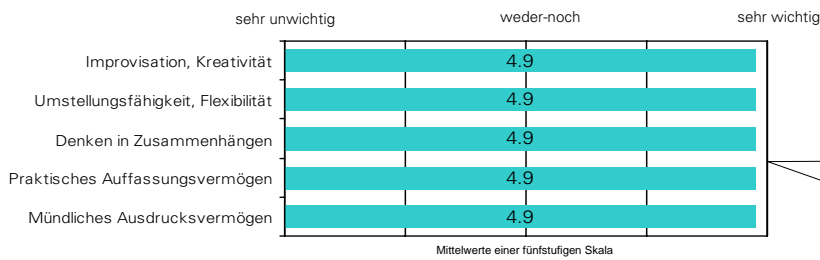 sehr unwichtig weder-noch sehr wichtig
Improvisation, Kreativität 4.9
Umstellungsfähigkeit, Flexibilität 4.9
Denken in Zusammenhängen 4.9
Praktisches Auffassungsvermögen 4.9
Mündliches Ausdrucksvermögen 4.9
Mittelwerte einer fünfstufigen Skala